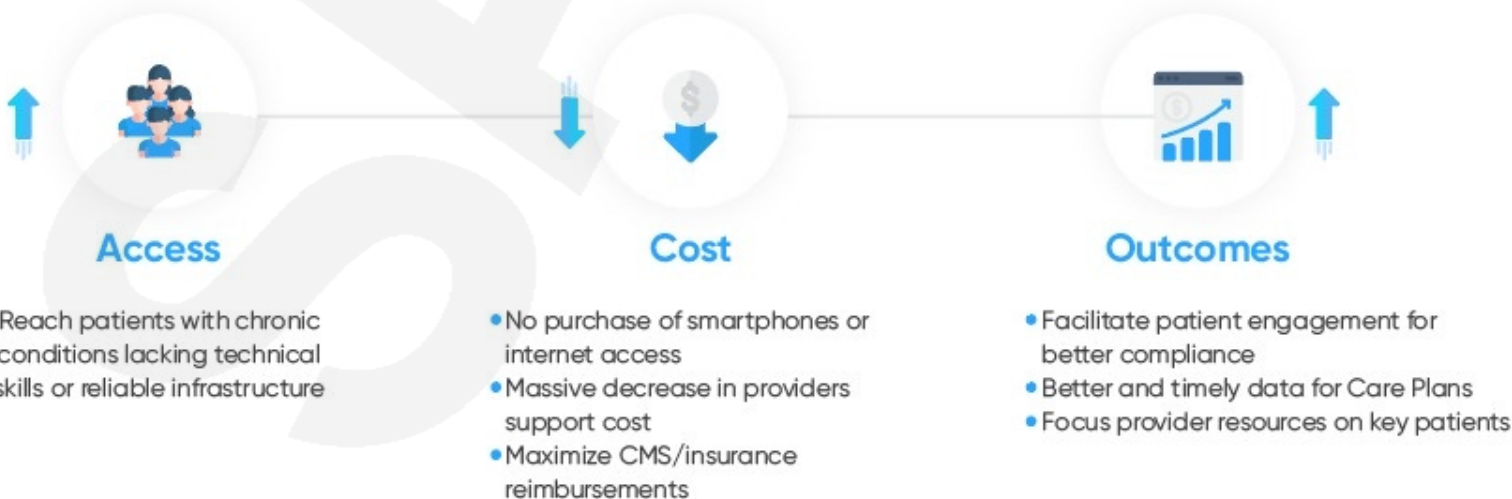 Access
Reach patients with chronic
conditions lacking technical
skills or reliable infrastructure
Cost
No purchase of smartphones or
internet access
Massive decrease in providers
support cost
Maximize CMS/insurance
reimbursements
Outcomes
Facilitate patient engagement for
better compliance
Better and timely data for Care Plans
Focus provider resources on key patients